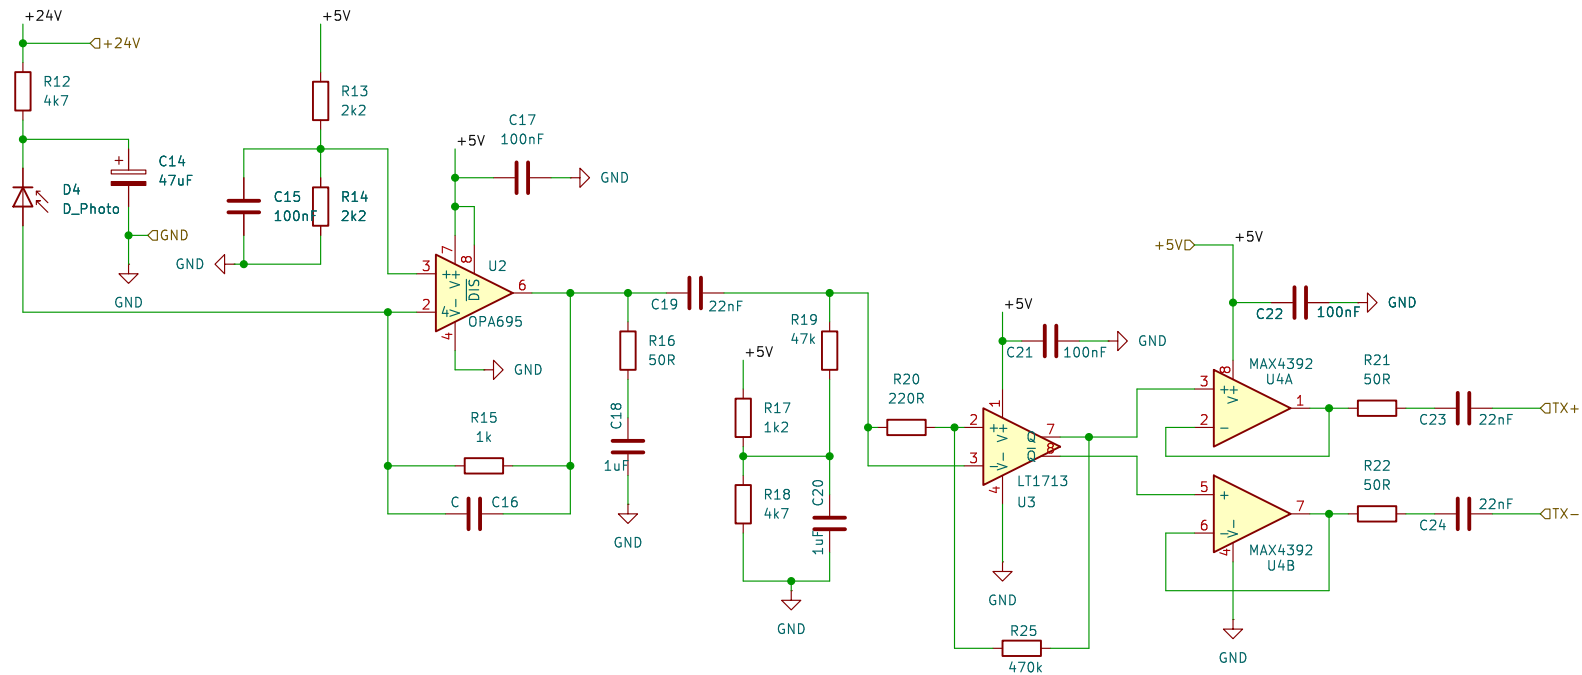 +24V
+24V
R12
4k7
D4
D_Photo
+
C14
47uF
GND
GND
+5V
R13
2k2
C15
100nF
R14
2k2
GND
+5V
C17
100nF
GND
7
8
3
+
V+
DIS
U2
6
2
V-
4
OPA695
GND
R15
1k
C
C16
R16
50R
C18
1uF
GND
C19
22nF
+5V
R17
1k2
R18
4k7
R19
47k
C20
1uF
GND
R20
220R
+5V
C21
100nF
GND
1
2
+
V+
Q
7
3
-
V-
Q
8
4
LT1713
U3
GND
R25
470k
+5V
+5V
C22
100nF
GND
MAX4392
U4A
8
3
+
V+
1
2
-
R21
50R
C23
22nF
TX+
5
+
7
6
-
V-
4
MAX4392
U4B
R22
50R
C24
22nF
TX-
GND